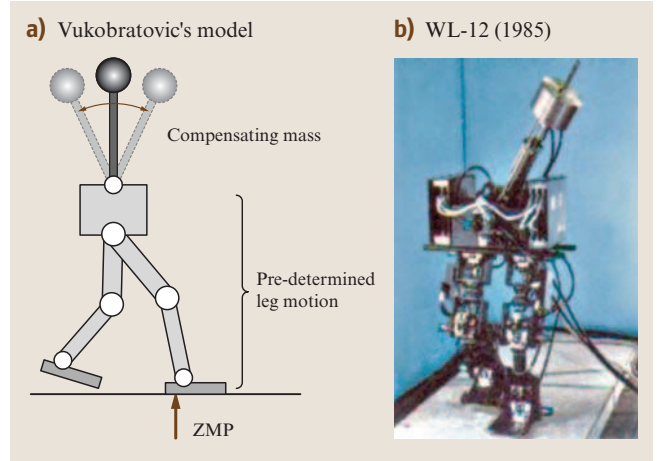 a) Vukobratovic's model
Compensating mass
Pre-determined
leg motion
ZMP
b) WL-12 (1985)